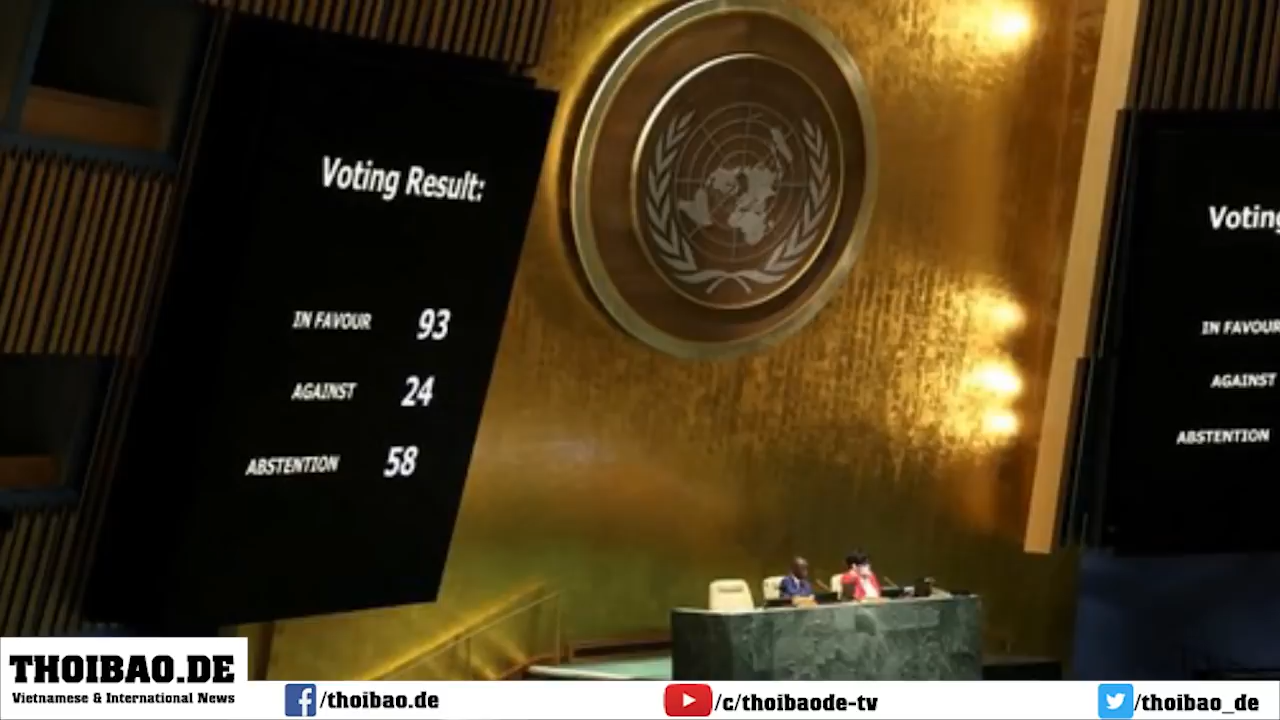 Voting Result:
IN FAVOUR 93
AGAINST 24
ABSTENTION 58
Voting
IN FAVOUR
AGAINST
ABSTENTION
THOIBAO.DE
Vietnamese & International News
/thoibao.de
/c/thoibaode-tv
/thoibao_de